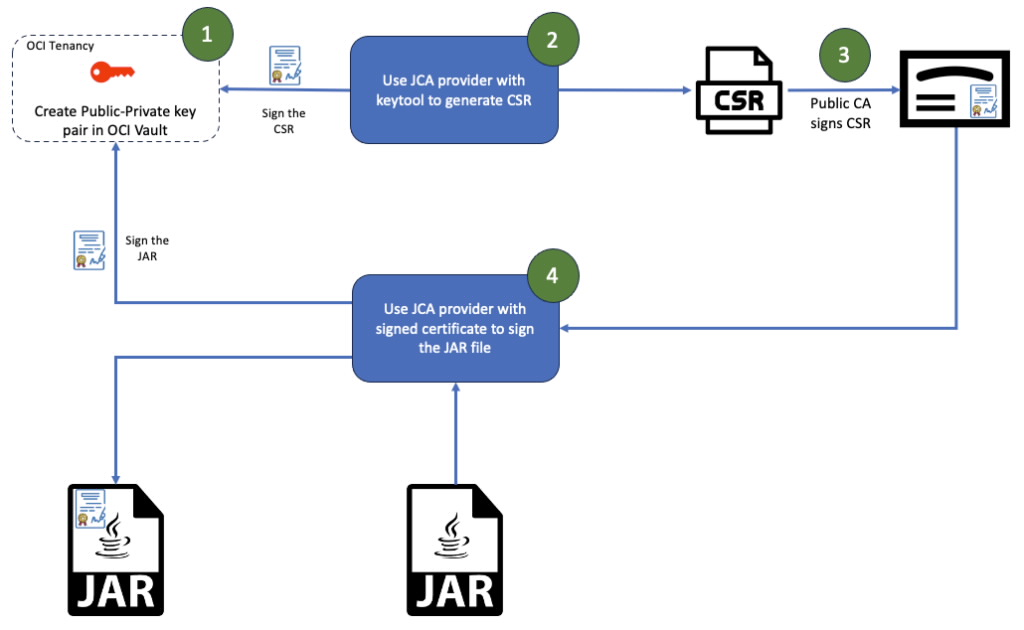 1
OCI Tenancy
Create Public-Private key
pair in OCI Vault
Sign the
CSR
2
Use JCA provider with
keytool to generate CSR
CSR
3
Public CA
signs CSR
Sign the
JAR
4
Use JCA provider with
signed certificate to sign
the JAR file
JAR
JAR